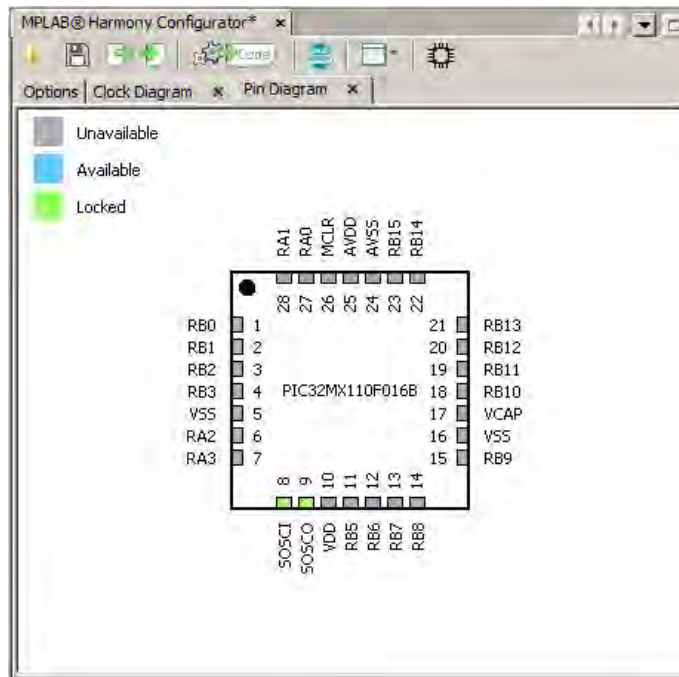 MPLAB® Harmony Configurator*
Code
Options Clock Diagram Pin Diagram
Unavailable
Available
Locked
RA1 RA0 MCLR AVDD AVSS RB15 RB14
28 27 26 25 24 23 22
RB0 1 21 RB13
RB1 2 20 RB12
RB2 3 19 RB11
RB3 4 PIC32MX110F016B 18 RB10
VSS 5 17 VCAP
RA2 6 16 VSS
RA3 7 15 RB9
8 9 10 11 12 13 14
SOSCI SOSCO VDD RB5 RB6 RB7 RB8